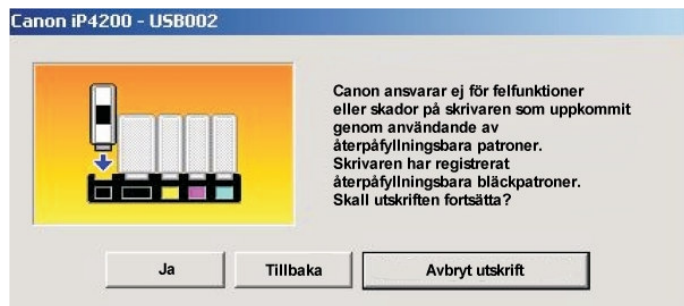 Canon iP4200 - USB002
Canon ansvarar ej för felfunktioner
eller skador på skrivaren som uppkommit
genom användande av
återpåfyllningsbara patroner.
Skrivaren har registrerat
återpåfyllningsbara bläckpatroner.
Skall utskriften fortsätta?
Ja
Tillbaka
Avbryt utskrift